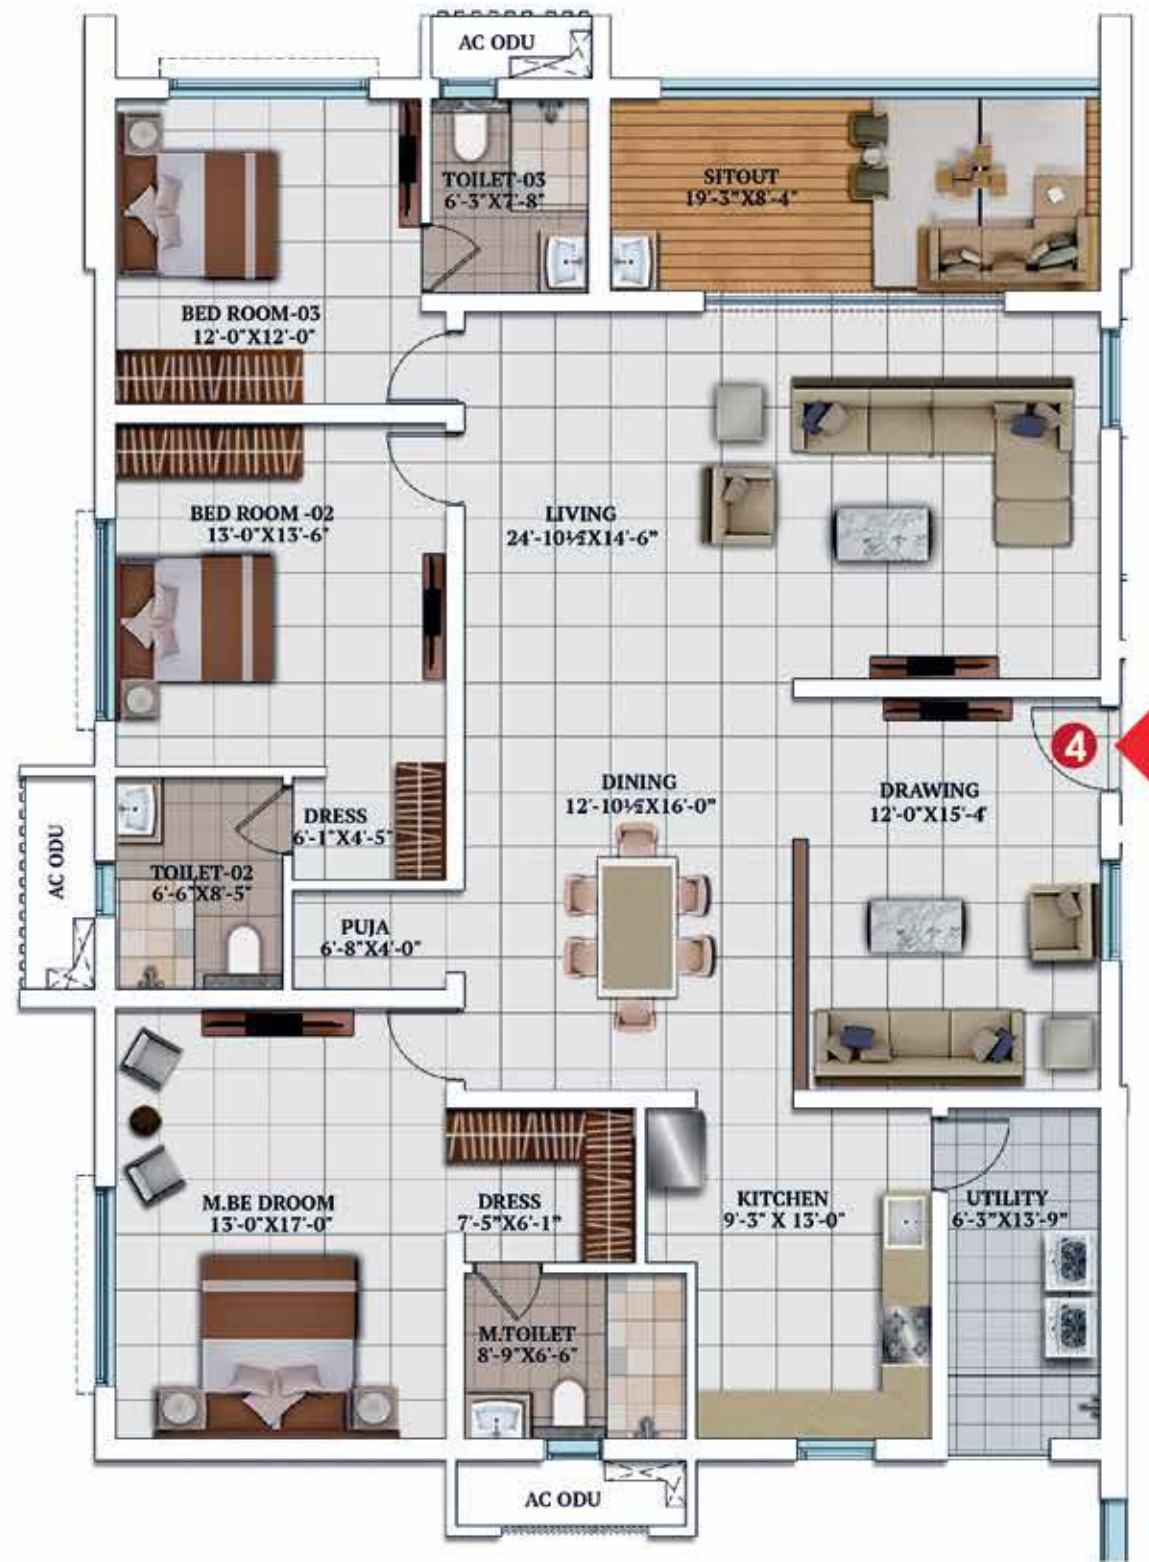 AC ODU
TOILET-03
6'-3"X7'-8"
SITOUT
19'-3"X8'-4"
BED ROOM-03
12'-0"X12'-0"
BED ROOM -02
13'-0"X13'-6"
LIVING
24'-10½"X14'-6"
4
DINING
12'-10½"X16'-0"
DRAWING
12'-0"X15'-4"
DRESS
6'-1"X4'-5"
AC ODU
TOILET-02
6'-6"X8'-5"
PUJA
6'-8"X4'-0"
M.BE DROOM
13'-0"X17'-0"
DRESS
7'-5"X6'-1"
KITCHEN
9'-3" X 13'-0"
UTILITY
6'-3"X13'-9"
M.TOILET
8'-9"X6'-6"
AC ODU